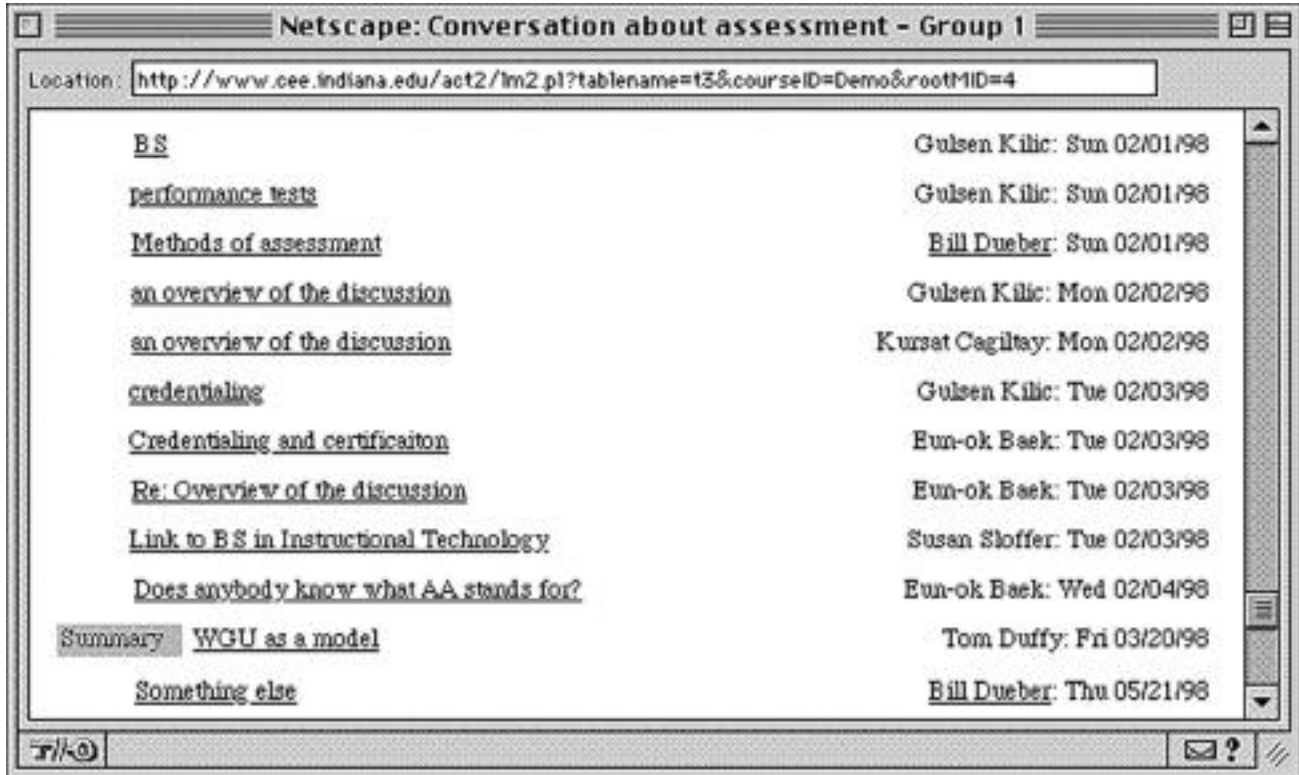 Netscape: Conversation about assessment - Group 1
Location: http://www.cee.indiana.edu/act2/lm2.pl?tablename=t3&courseID=Demo&rootMID=4
BS Gulsen Kilic: Sun 02/01/98
performance tests Gulsen Kilic: Sun 02/01/98
Methods of assessment Bill Dueber: Sun 02/01/98
an overview of the discussion Gulsen Kilic: Mon 02/02/98
an overview of the discussion Kursat Cagiltay: Mon 02/02/98
credentialing Gulsen Kilic: Tue 02/03/98
Credentialing and certificaiton Eun-ok Baek: Tue 02/03/98
Re: Overview of the discussion Eun-ok Baek: Tue 02/03/98
Link to BS in Instructional Technology Susan Sloffer: Tue 02/03/98
Does anybody know what AA stands for? Eun-ok Baek: Wed 02/04/98
Summary WGU as a model Tom Duffy: Fri 03/20/98
Something else Bill Dueber: Thu 05/21/98
?